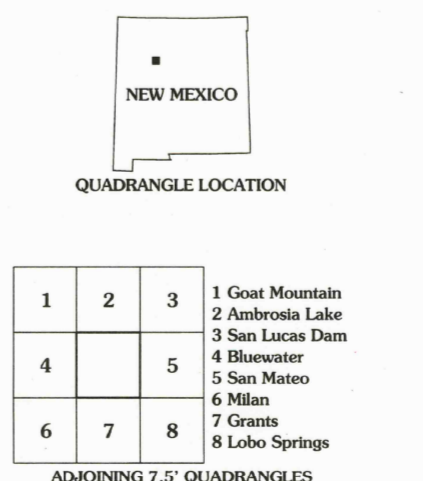 NEW MEXICO
QUADRANGLE LOCATION
1 2 3
4 5
6 7 8
1 Goat Mountain
2 Ambrosia Lake
3 San Lucas Dam
4 Bluewater
5 San Mateo
6 Milan
7 Grants
8 Lobo Springs
ADJOINING 7.5' QUADRANGLES